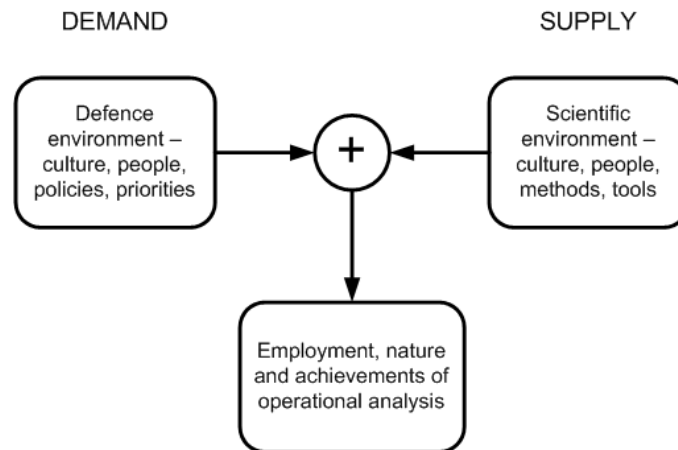 DEMAND
SUPPLY
Defence
environment –
culture, people,
policies, priorities
+
Scientific
environment –
culture, people,
methods, tools
Employment, nature
and achievements of
operational analysis